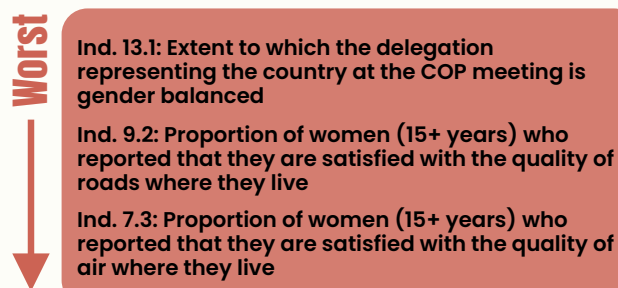 Worst
Ind. 13.1: Extent to which the delegation
representing the country at the COP meeting is
gender balanced
Ind. 9.2: Proportion of women (15+ years) who
reported that they are satisfied with the quality of
roads where they live
Ind. 7.3: Proportion of women (15+ years) who
reported that they are satisfied with the quality of
air where they live